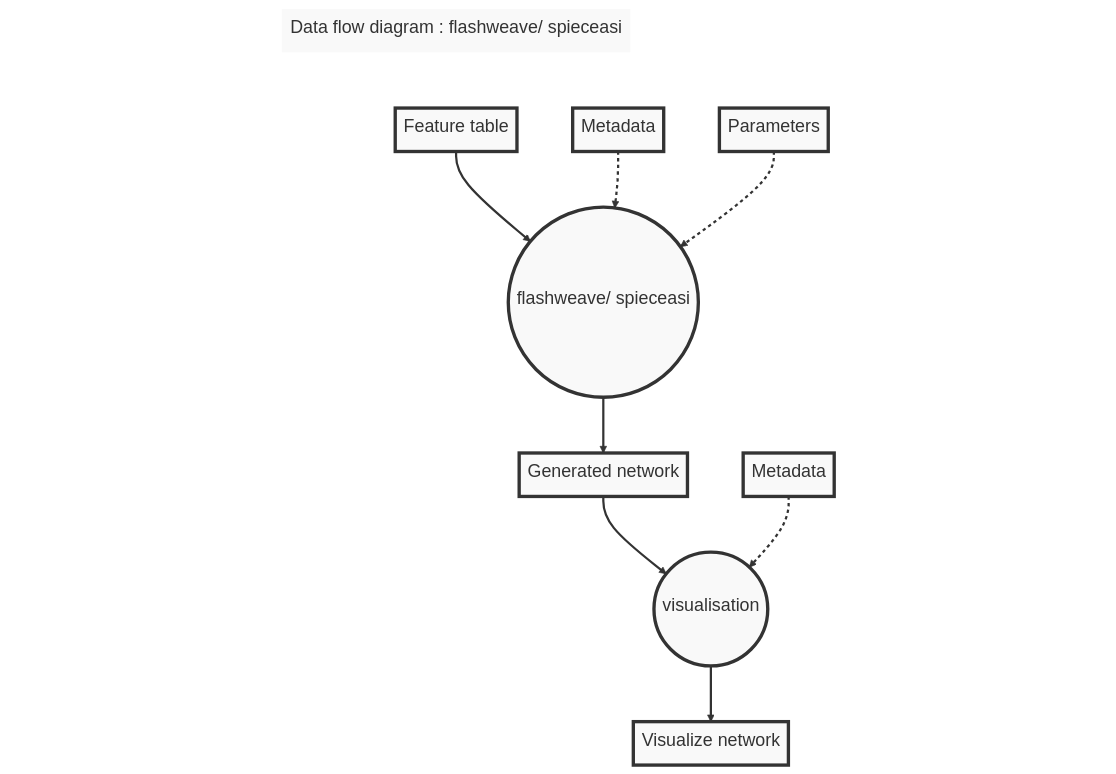 Data flow diagram : flashweave/ spieceasi
Feature table
Metadata
Parameters
flashweave/ spieceasi
Generated network
Metadata
visualisation
Visualize network